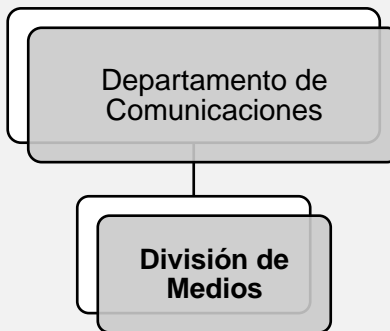 Departamento de
Comunicaciones
División de
Medios